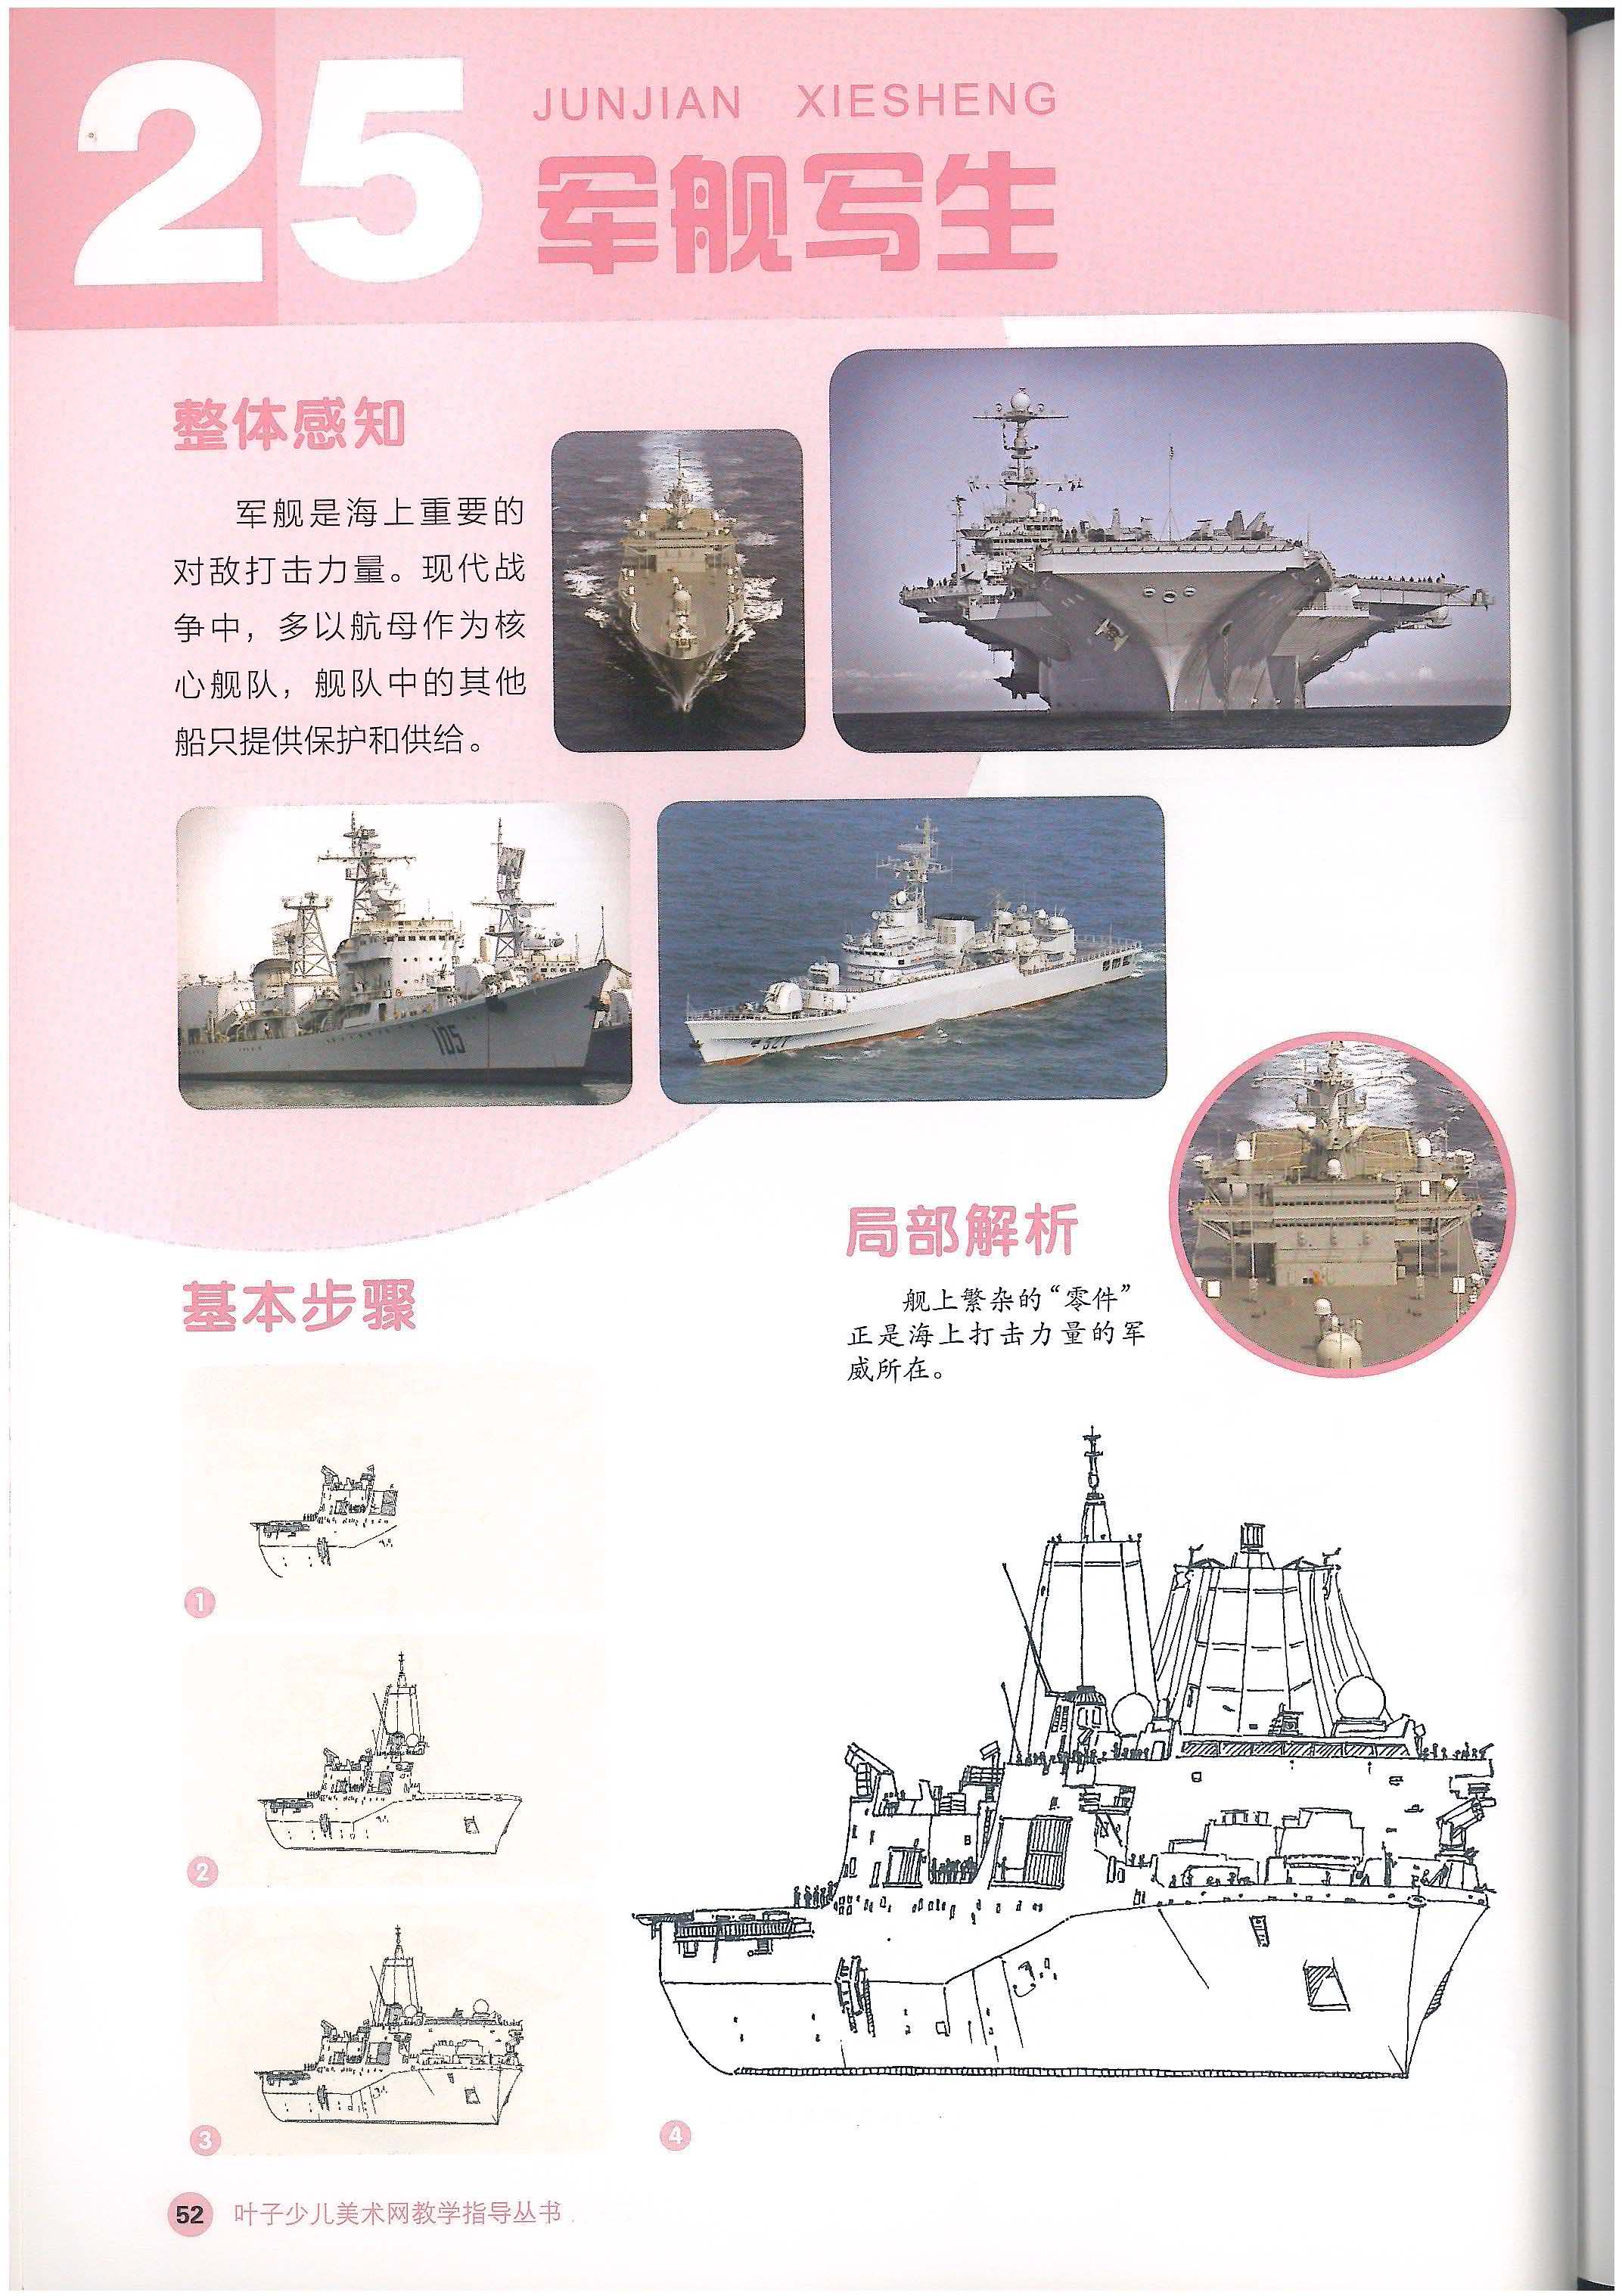 25
JUNJIAN XIESHENG
军舰写生
整体感知
军舰是海上重要的
对敌打击力量。现代战
争中，多以航母作为核
心舰队，舰队中的其他
船只提供保护和供给。
105
521
局部解析
舰上繁杂的“零件”
正是海上打击力量的军
威所在。
基本步骤
1
2
3
4
52 叶子少儿美术网教学指导丛书